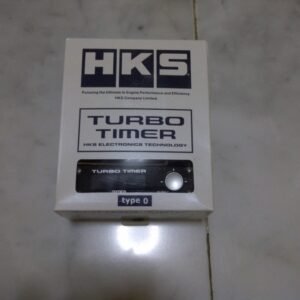 HKS
Pursuing the Ultimate in Engine Performance and Efficiency
HKS Company Limited
TURBO
TIMER
HKS ELECTRONICS TECHNOLOGY
TURBO TIMER
type 0